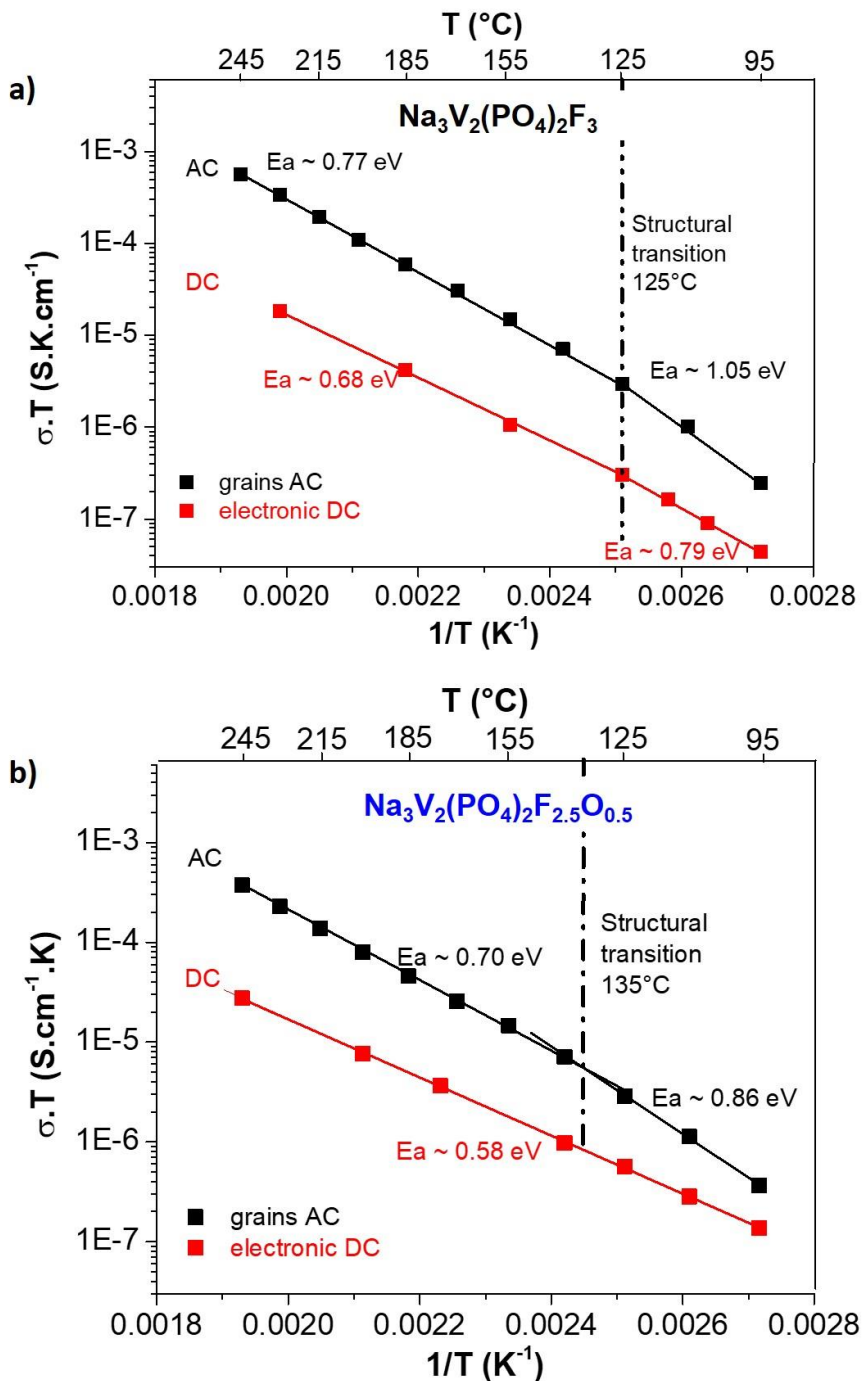 T (°C)
245 215 185 155 125 95
a)
Na₃V₂(PO₄)₂F₃
1E-3
AC
Ea ~ 0.77 eV
Structural
transition
125°C
1E-4
DC
σ.T (S.K.cm⁻¹)
1E-5
Ea ~ 0.68 eV
Ea ~ 1.05 eV
1E-6
grains AC
electronic DC
1E-7
Ea ~ 0.79 eV
0.0018 0.0020 0.0022 0.0024 0.0026 0.0028
1/T (K⁻¹)
T (°C)
245 215 185 155 125 95
b)
Na₃V₂(PO₄)₂F₂.₅O₀.₅
1E-3
AC
Structural
transition
135°C
Ea ~ 0.70 eV
1E-4
DC
σ.T (S.cm⁻¹.K)
1E-5
Ea ~ 0.86 eV
1E-6
Ea ~ 0.58 eV
grains AC
electronic DC
1E-7
0.0018 0.0020 0.0022 0.0024 0.0026 0.0028
1/T (K⁻¹)